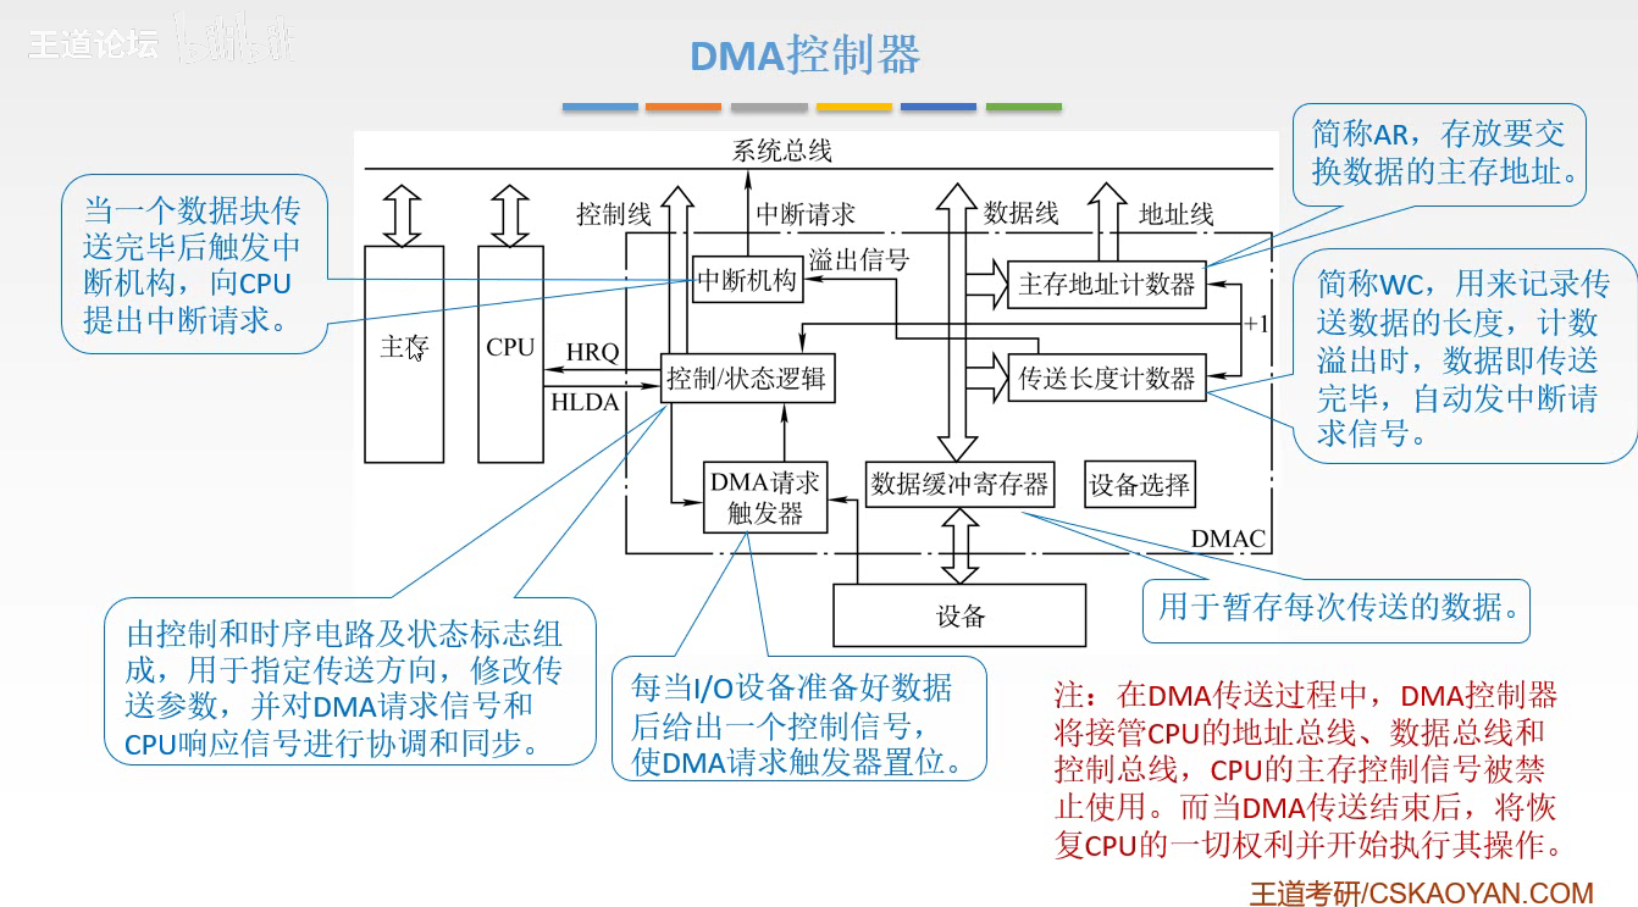 王道论坛 bilibili
DMA控制器
简称AR，存放要交
换数据的主存地址。
系统总线
当一个数据块传
送完毕后触发中
断机构，向CPU
提出中断请求。
控制线
中断请求
数据线
地址线
溢出信号
中断机构
主存地址计数器
简称WC，用来记录传
送数据的长度，计数
溢出时，数据即传送
完毕，自动发中断请
求信号。
+1
主存
CPU
HRQ
HLDA
控制/状态逻辑
传送长度计数器
DMA请求
触发器
数据缓冲寄存器
设备选择
DMAC
设备
用于暂存每次传送的数据。
由控制和时序电路及状态标志组
成，用于指定传送方向，修改传
送参数，并对DMA请求信号和
CPU响应信号进行协调和同步。
每当I/O设备准备好数据
后给出一个控制信号，
使DMA请求触发器置位。
注：在DMA传送过程中，DMA控制器
将接管CPU的地址总线、数据总线和
控制总线，CPU的主存控制信号被禁
止使用。而当DMA传送结束后，将恢
复CPU的一切权利并开始执行其操作。
王道考研/CSKAOYAN.COM